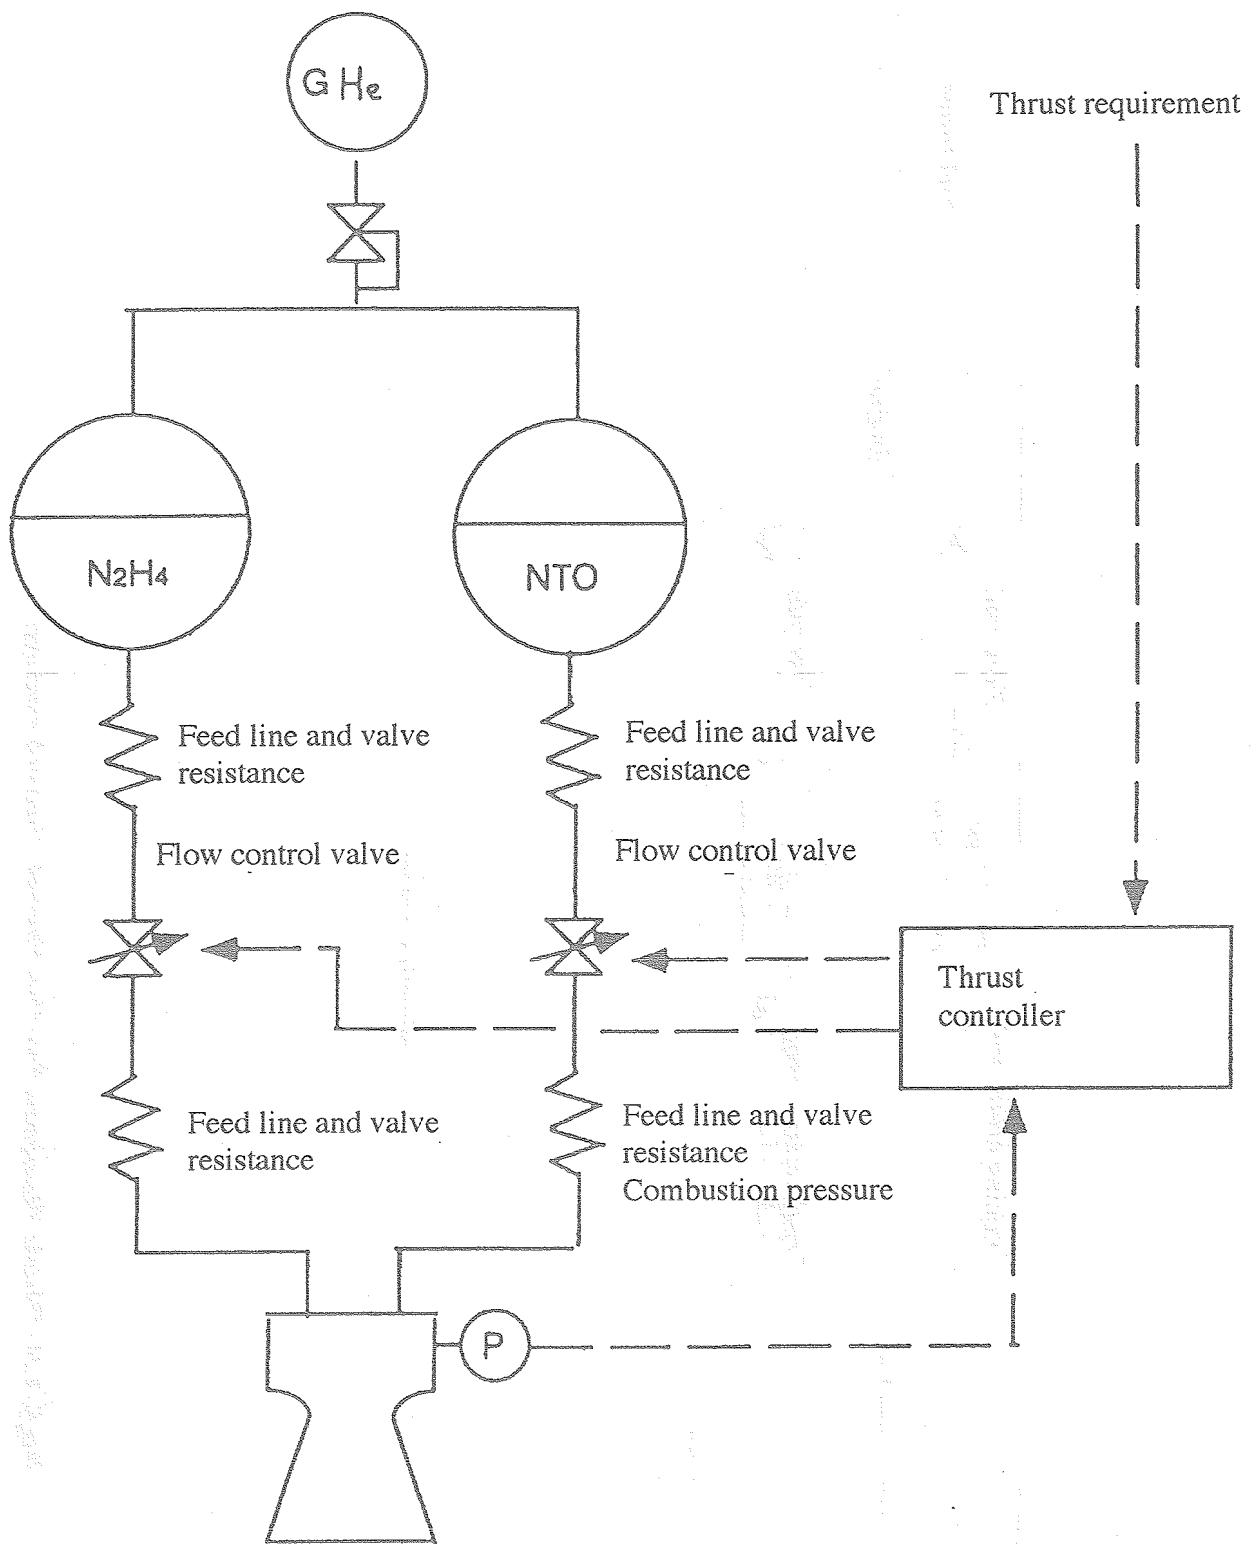 GHe
Thrust requirement
N2H4
NTO
Feed line and valve
resistance
Feed line and valve
resistance
Flow control valve
Flow control valve
Thrust
controller
Feed line and valve
resistance
Feed line and valve
resistance
Combustion pressure
P